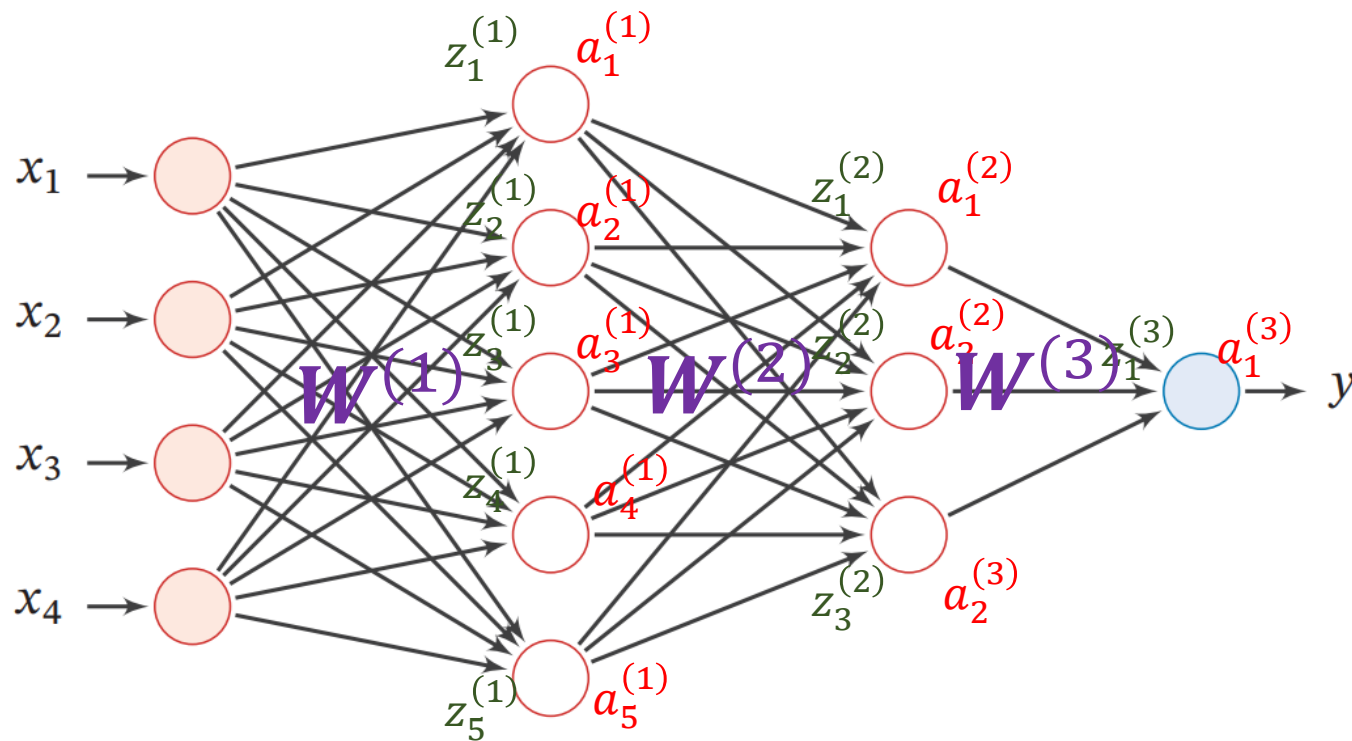 z_1^{(1)} a_1^{(1)}
x_1
z_2^{(1)} a_2^{(1)}
z_1^{(2)} a_1^{(2)}
x_2
z_3^{(1)} a_3^{(1)}
z_2^{(2)} a_2^{(2)}
z_1^{(3)} a_1^{(3)}
W^{(1)} W^{(2)} W^{(3)}
y
x_3
z_4^{(1)} a_4^{(1)}
x_4
z_3^{(2)} a_2^{(3)}
z_5^{(1)} a_5^{(1)}